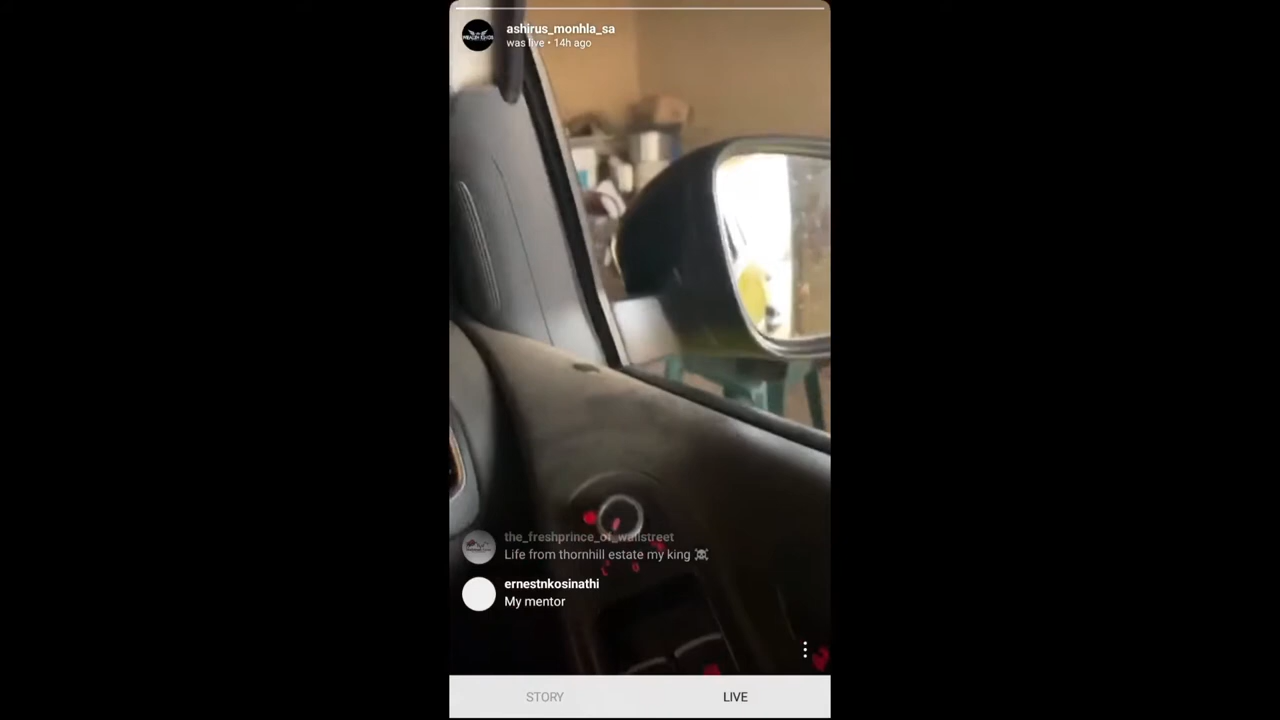 ashirus_monhla_sa
was live • 14h ago
the_freshprince_of_wallstreet
Life from thornhill estate my king ☠
ernestnkosinathi
My mentor
STORY
LIVE